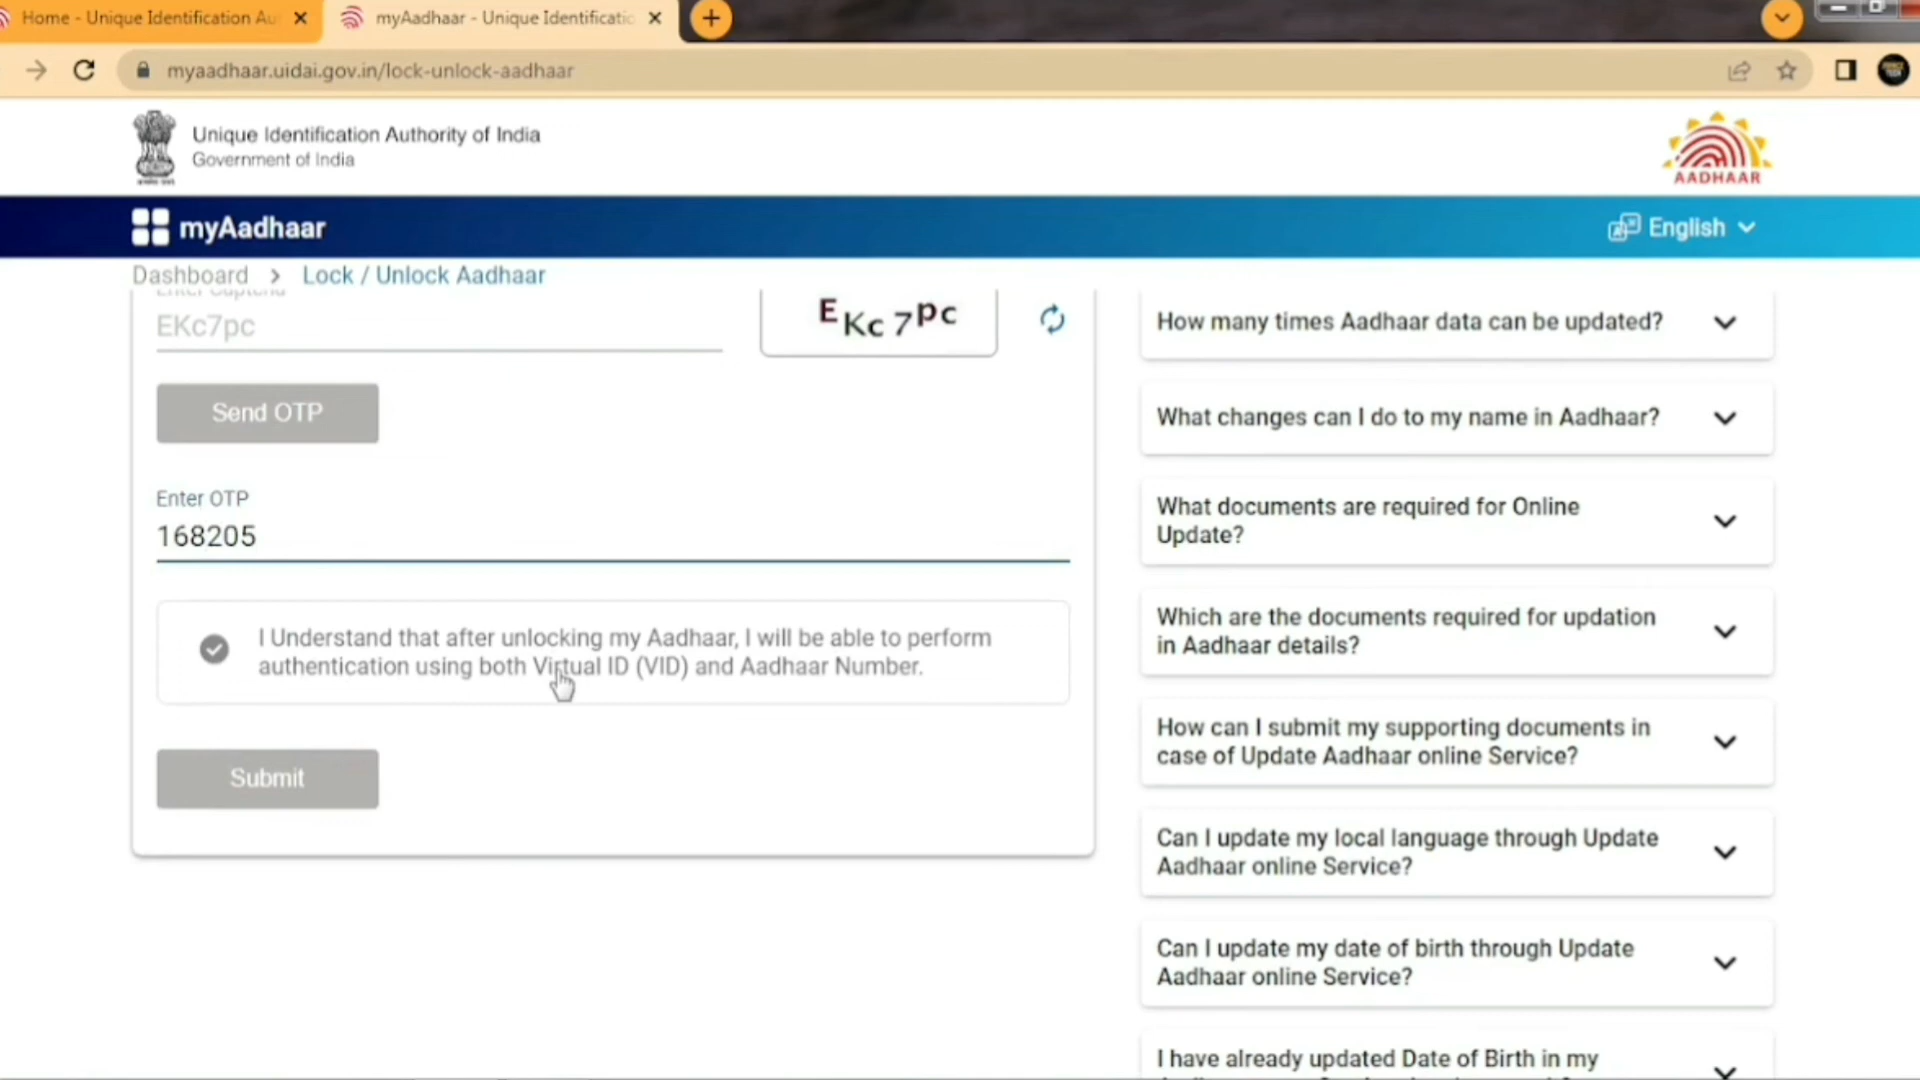 Home - Unique Identification Au
myAadhaar - Unique Identificatic
myaadhaar.uidai.gov.in/lock-unlock-aadhaar
Unique Identification Authority of India
Government of India
AADHAAR
myAadhaar
English
Dashboard > Lock / Unlock Aadhaar
Enter Captcha
EKc7pc
EKc7pc
Send OTP
Enter OTP
168205
I Understand that after unlocking my Aadhaar, I will be able to perform
authentication using both Virtual ID (VID) and Aadhaar Number.
Submit
How many times Aadhaar data can be updated?
What changes can I do to my name in Aadhaar?
What documents are required for Online
Update?
Which are the documents required for updation
in Aadhaar details?
How can I submit my supporting documents in
case of Update Aadhaar online Service?
Can I update my local language through Update
Aadhaar online Service?
Can I update my date of birth through Update
Aadhaar online Service?
I have already updated Date of Birth in my